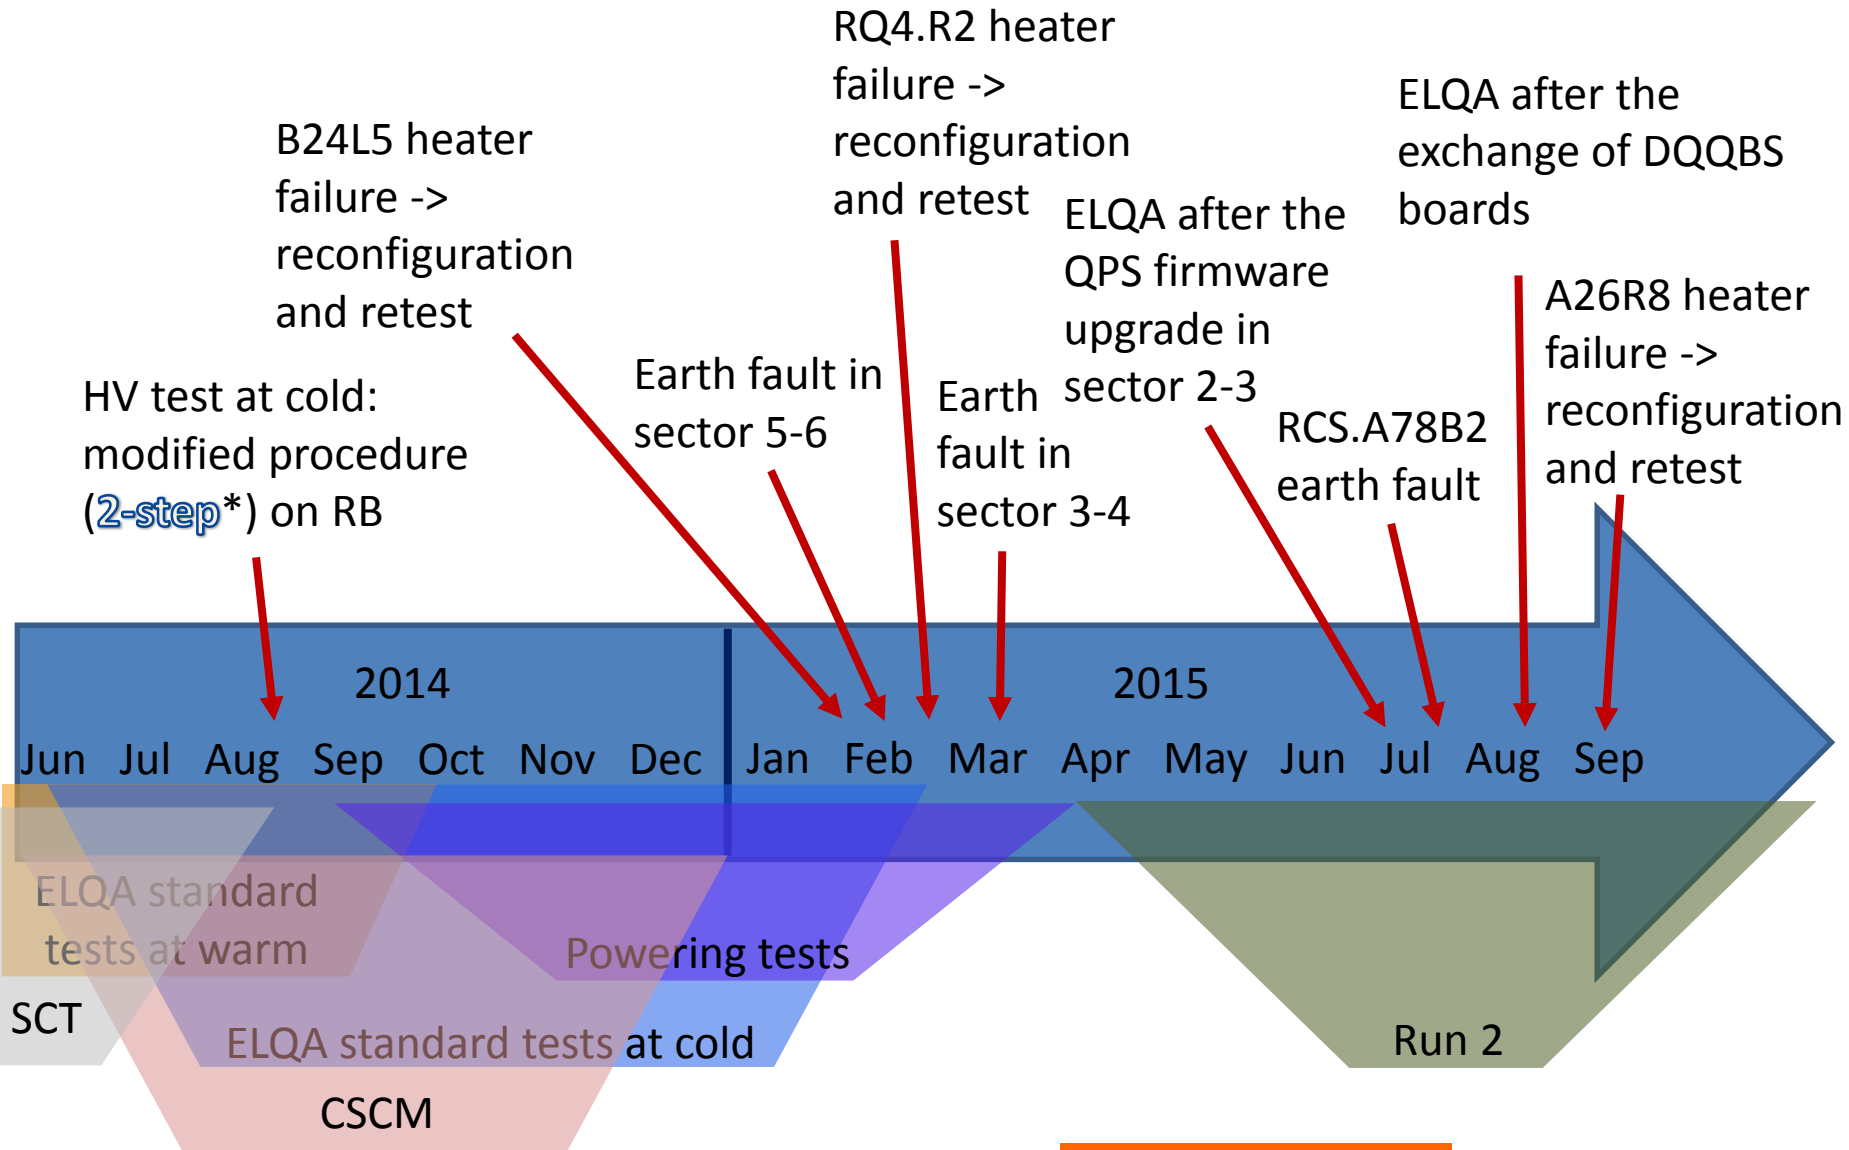 RQ4.R2 heater
failure ->
reconfiguration
and retest
ELQA after the
exchange of DQQBS
boards
B24L5 heater
failure ->
reconfiguration
and retest
ELQA after the
QPS firmware
upgrade in
sector 2-3
A26R8 heater
failure ->
reconfiguration
and retest
HV test at cold:
modified procedure
(2-step*) on RB
Earth fault in
sector 5-6
Earth
fault in
sector 3-4
RCS.A78B2
earth fault
2014
2015
Jun Jul Aug Sep Oct Nov Dec Jan Feb Mar Apr May Jun Jul Aug Sep
ELQA standard
tests at warm
Powering tests
SCT
ELQA standard tests at cold
Run 2
CSCM